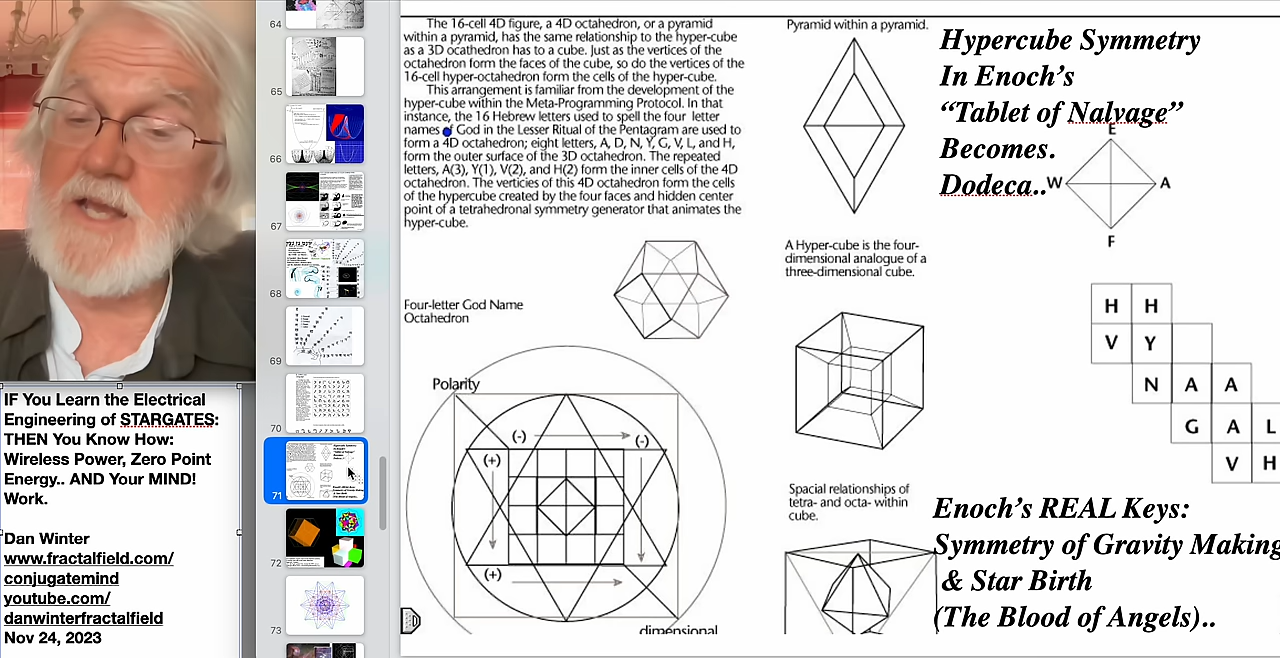 IF You Learn the Electrical
Engineering of STARGATES:
THEN You Know How:
Wireless Power, Zero Point
Energy.. AND Your MIND!
Work.
Dan Winter
www.fractalfield.com/
conjugatemind
youtube.com/
danwinterfractalfield
Nov 24, 2023
64
65
66
67
68
69
70
71
72
73
The 16-cell 4D figure, a 4D octahedron, or a pyramid
within a pyramid, has the same relationship to the hyper-cube
as a 3D ocathedron has to a cube. Just as the vertices of the
octahedron form the faces of the cube, so do the vertices of the
16-cell hyper-octahedron form the cells of the hyper-cube.
This arrangement is familiar from the development of the
hyper-cube within the Meta-Programming Protocol. In that
instance, the 16 Hebrew letters used to spell the four letter
names of God in the Lesser Ritual of the Pentagram are used to
form a 4D octahedron; eight letters, A, D, N, Y, G, V, L, and H,
form the outer surface of the 3D octahedron. The repeated
letters, A(3), Y(1), V(2), and H(2) form the inner cells of the 4D
octahedron. The verticies of this 4D octahedron form the cells
of the hypercube created by the four faces and hidden center
point of a tetrahedronal symmetry generator that animates the
hyper-cube.
Four-letter God Name
Octahedron
Polarity
(-)
(-)
(+)
(+)
dimensional
Pyramid within a pyramid.
A Hyper-cube is the four-
dimensional analogue of a
three-dimensional cube.
Spacial relationships of
tetra- and octa- within
cube.
Hypercube Symmetry
In Enoch's
“Tablet of Nalvage”
Becomes.
Dodeca..
E
W A
F
H H
V Y
N A A
G A L
V H
Enoch's REAL Keys:
Symmetry of Gravity Making
& Star Birth
(The Blood of Angels)..